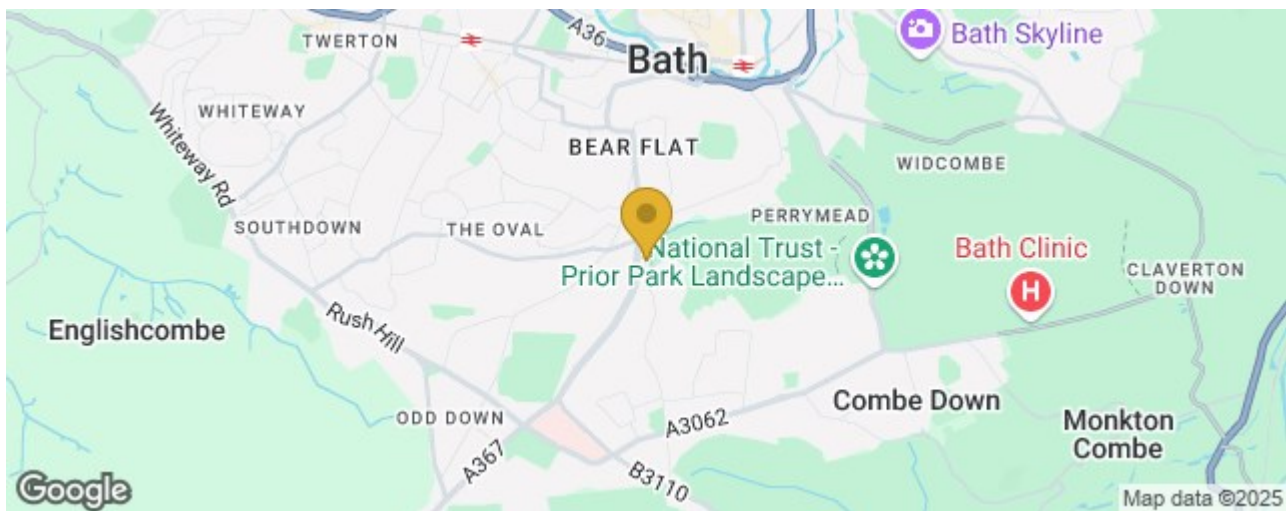 TWERTON
A36
Bath
Bath Skyline
WHITEWAY
Whiteway Rd
BEAR FLAT
WIDCOMBE
SOUTHDOWN
THE OVAL
PERRYMEAD
National Trust -
Prior Park Landscape...
Bath Clinic
H
CLAVERTON
DOWN
Englishcombe
Rush Hill
ODD DOWN
A3062
Combe Down
Monkton
Combe
A367
B3110
Google
Map data ©2025